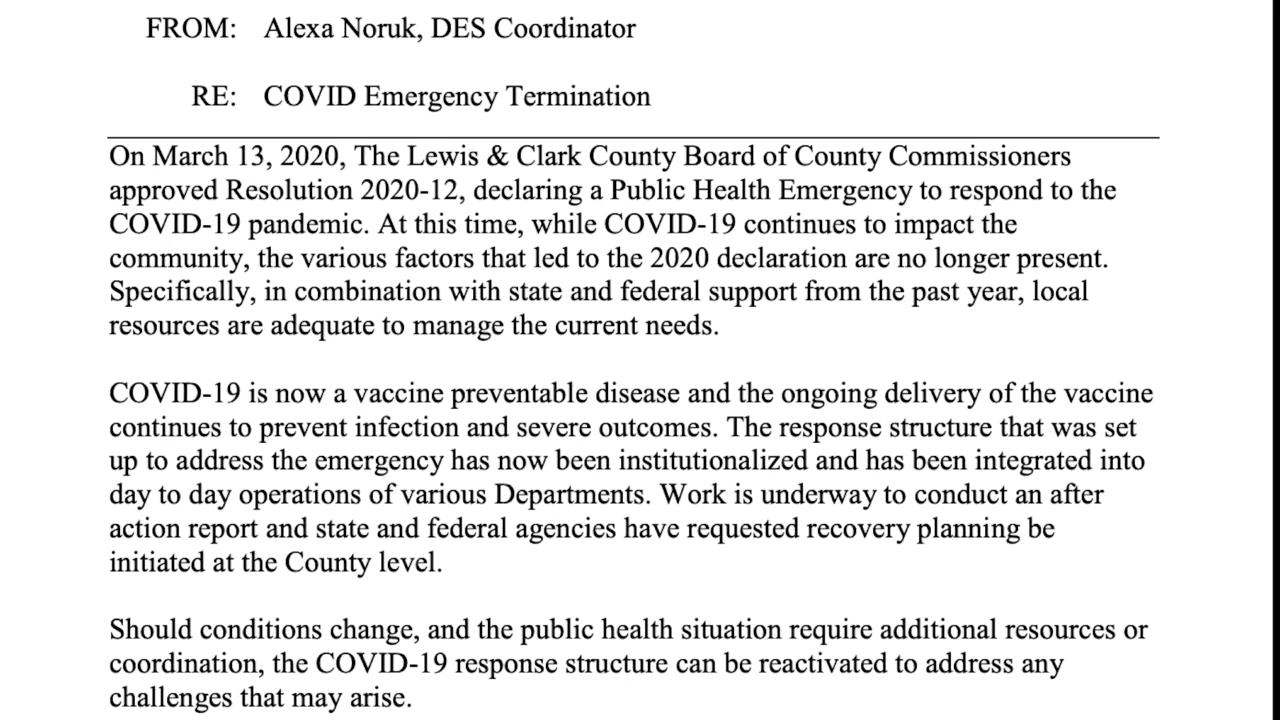 FROM: Alexa Noruk, DES Coordinator
RE: COVID Emergency Termination
On March 13, 2020, The Lewis & Clark County Board of County Commissioners
approved Resolution 2020-12, declaring a Public Health Emergency to respond to the
COVID-19 pandemic. At this time, while COVID-19 continues to impact the
community, the various factors that led to the 2020 declaration are no longer present.
Specifically, in combination with state and federal support from the past year, local
resources are adequate to manage the current needs.
COVID-19 is now a vaccine preventable disease and the ongoing delivery of the vaccine
continues to prevent infection and severe outcomes. The response structure that was set
up to address the emergency has now been institutionalized and has been integrated into
day to day operations of various Departments. Work is underway to conduct an after
action report and state and federal agencies have requested recovery planning be
initiated at the County level.
Should conditions change, and the public health situation require additional resources or
coordination, the COVID-19 response structure can be reactivated to address any
challenges that may arise.